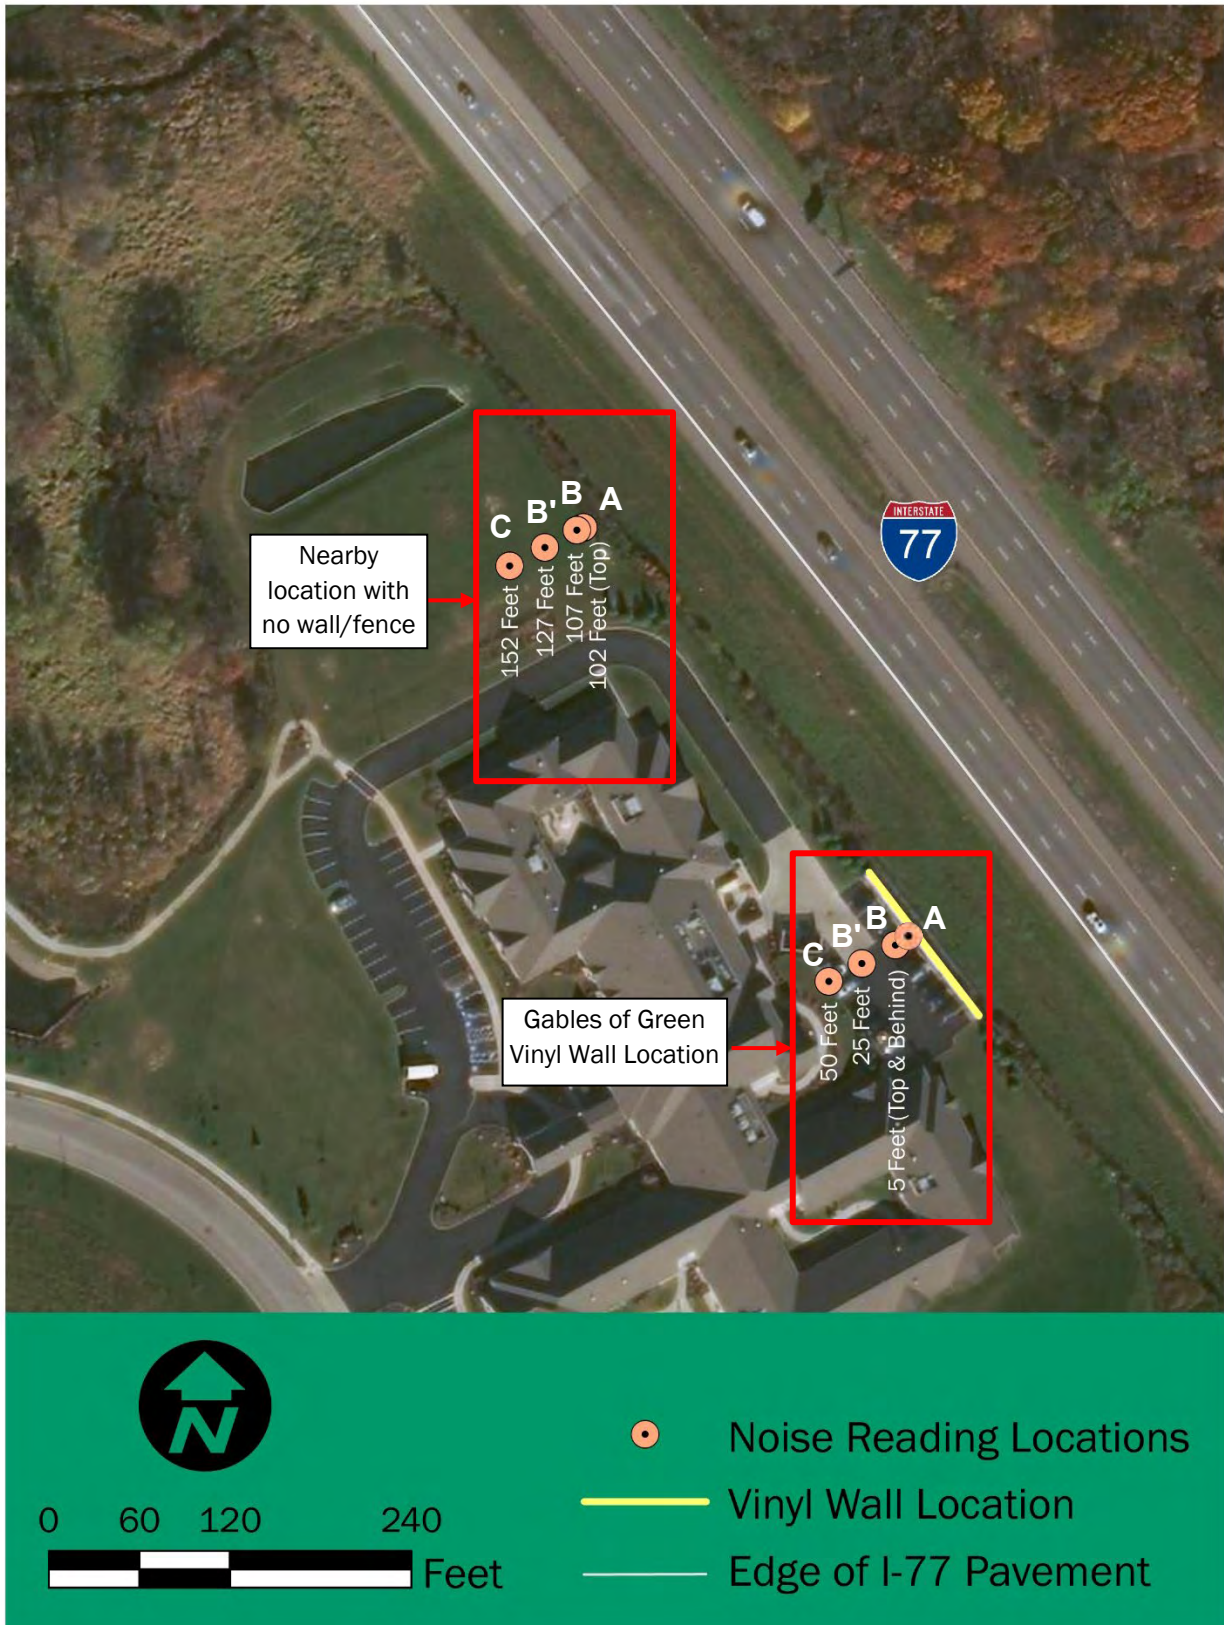 C
B'
B
A
152 Feet
127 Feet
107 Feet
102 Feet (Top)
Nearby
location with
no wall/fence
INTERSTATE
77
C
B'
B
A
50 Feet
25 Feet
5 Feet (Top & Behind)
Gables of Green
Vinyl Wall Location
N
0 60 120 240
Feet
Noise Reading Locations
Vinyl Wall Location
Edge of I-77 Pavement